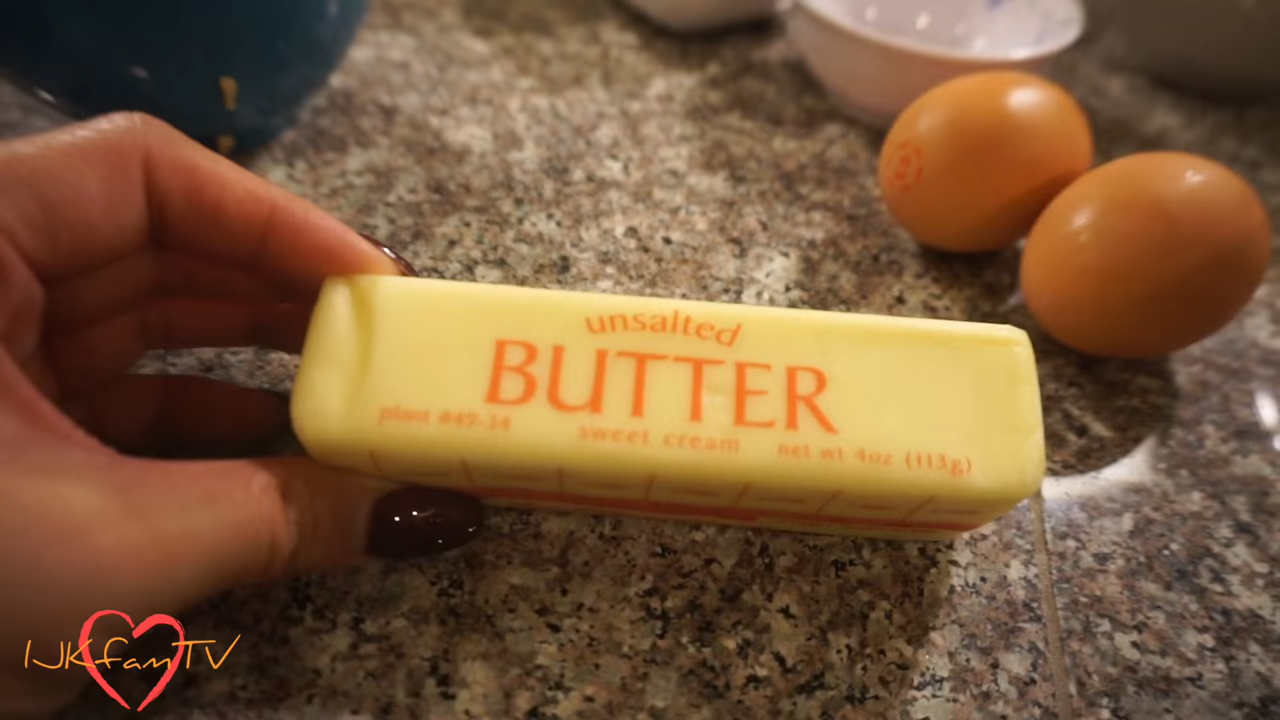 unsalted
BUTTER
plant #49-34
sweet cream
net wt 4oz (113g)
IJKfamTV